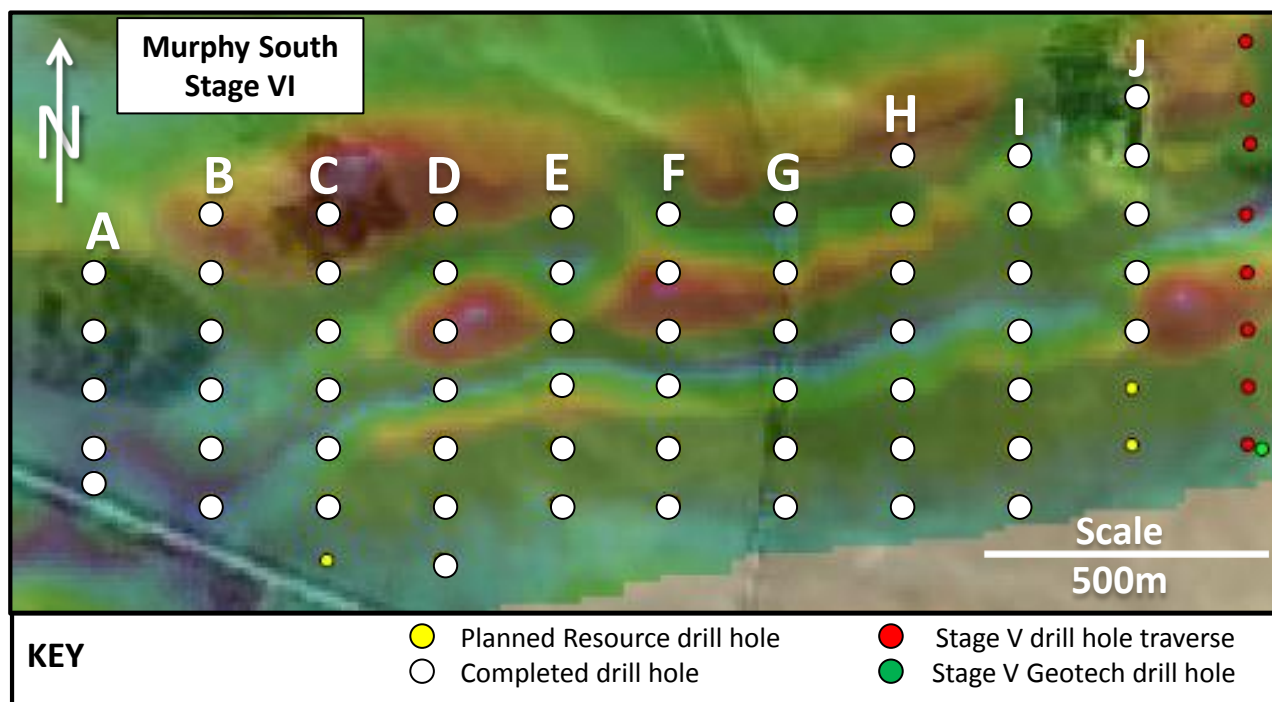 Murphy South
Stage VI
N
A
B
C
D
E
F
G
H
I
J
Scale
500m
KEY
Planned Resource drill hole
Completed drill hole
Stage V drill hole traverse
Stage V Geotech drill hole